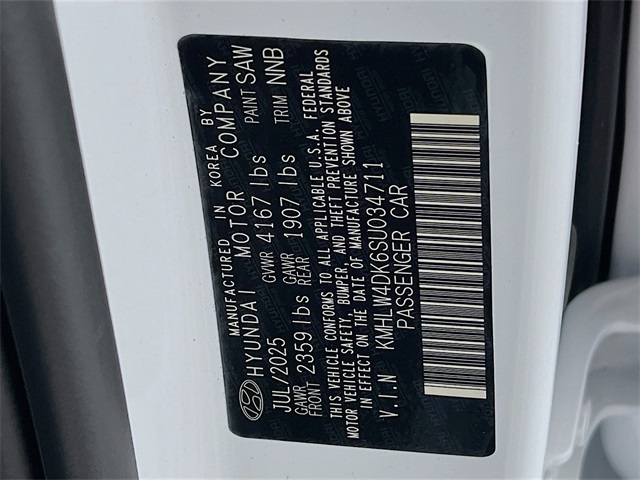 MANUFACTURED IN KOREA BY
HYUNDAI MOTOR COMPANY
JUL/2025 GVWR 4167 lbs PAINT SAW
GAWR FRONT 2359 lbs GAWR REAR 1907 lbs TRIM NNB
THIS VEHICLE CONFORMS TO ALL APPLICABLE U.S.A. FEDERAL
MOTOR VEHICLE SAFETY, BUMPER, AND THEFT PREVENTION STANDARDS
IN EFFECT ON THE DATE OF MANUFACTURE SHOWN ABOVE
V.I.N KMHLW4DK6SU034711
PASSENGER CAR